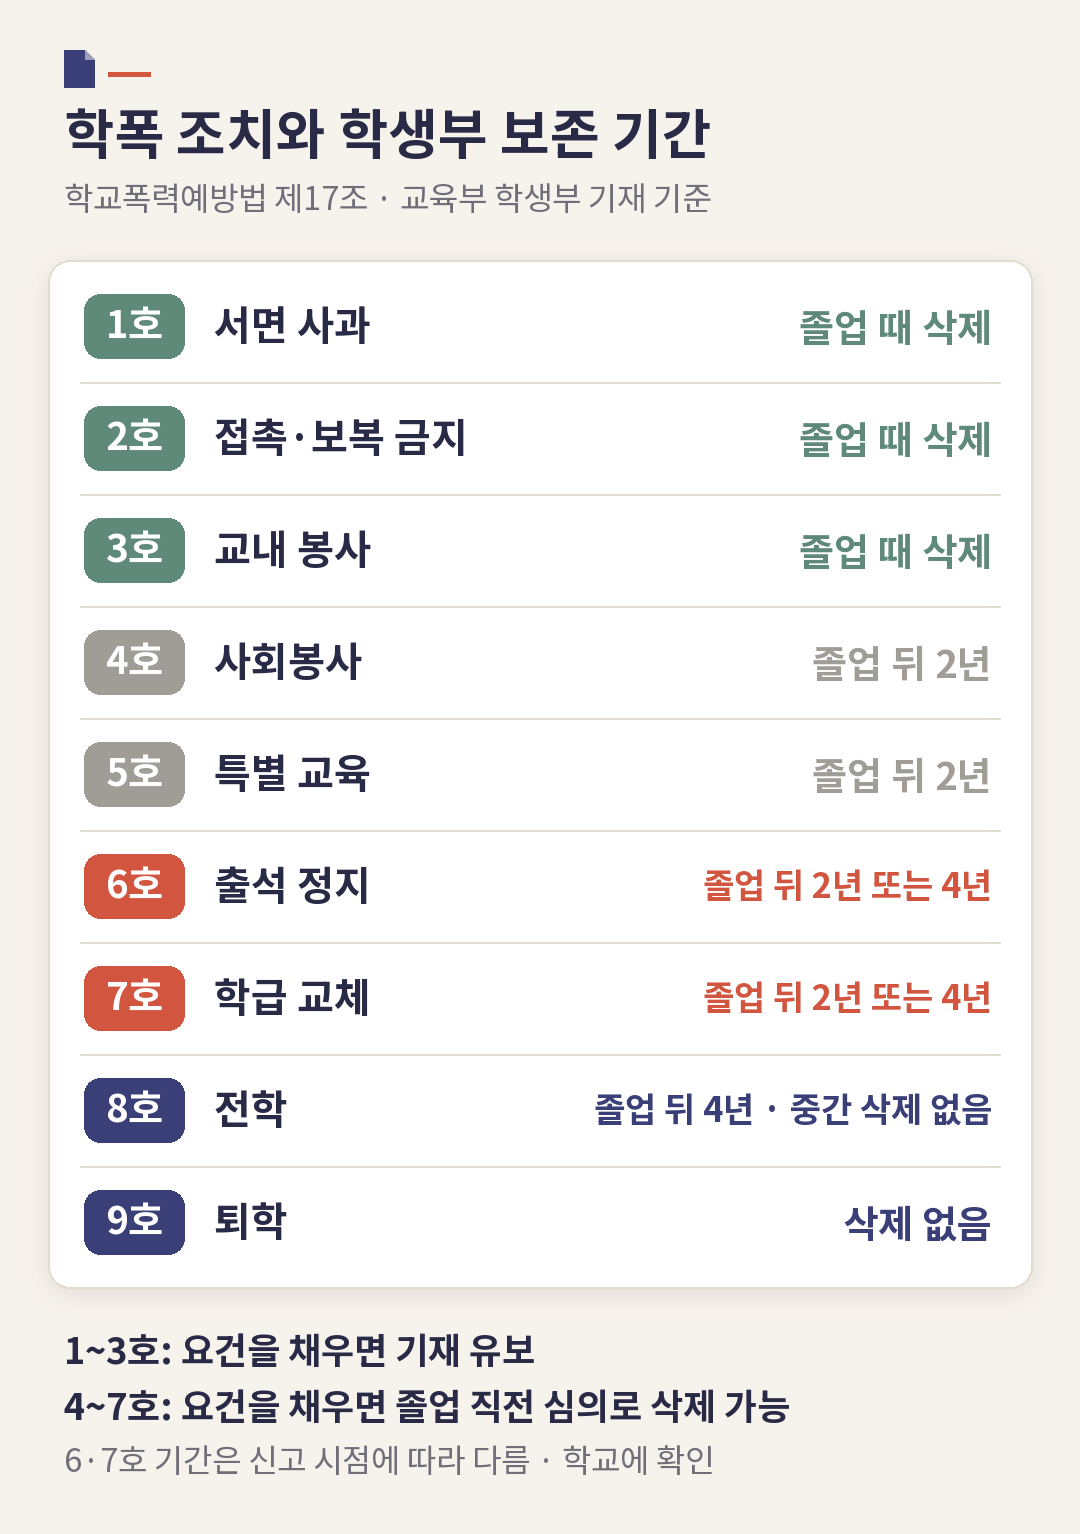 학폭 조치와 학생부 보존 기간
학교폭력예방법 제17조 · 교육부 학생부 기재 기준
1호 서면 사과 졸업 때 삭제
2호 접촉·보복 금지 졸업 때 삭제
3호 교내 봉사 졸업 때 삭제
4호 사회봉사 졸업 뒤 2년
5호 특별 교육 졸업 뒤 2년
6호 출석 정지 졸업 뒤 2년 또는 4년
7호 학급 교체 졸업 뒤 2년 또는 4년
8호 전학 졸업 뒤 4년 · 중간 삭제 없음
9호 퇴학 삭제 없음
1~3호: 요건을 채우면 기재 유보
4~7호: 요건을 채우면 졸업 직전 심의로 삭제 가능
6·7호 기간은 신고 시점에 따라 다름 · 학교에 확인